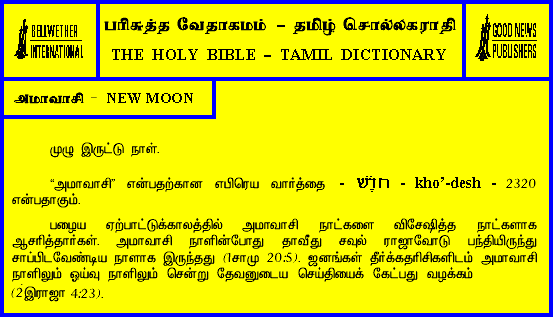 BELLWETHER
INTERNATIONAL
பரிசுத்த வேதாகமம் – தமிழ் சொல்லகராதி
THE HOLY BIBLE – TAMIL DICTIONARY
GOOD NEWS
PUBLISHERS
அமாவாசி – NEW MOON
முழு இருட்டு நாள்.
“அமாவாசி” என்பதற்கான எபிரெய வார்த்தை - חֹדֶשׁ - kho’-desh - 2320
என்பதாகும்.
பழைய ஏற்பாட்டுக்காலத்தில் அமாவாசி நாட்களை விசேஷித்த நாட்களாக
ஆசரித்தார்கள். அமாவாசி நாளின்போது தாவீது சவுல் ராஜாவோடு பந்தியிருந்து
சாப்பிடவேண்டிய நாளாக இருந்தது (1சாமு 20:5). ஜனங்கள் தீர்க்கதரிசிகளிடம் அமாவாசி
நாளிலும் ஓய்வு நாளிலும் சென்று தேவனுடைய செய்தியைக் கேட்பது வழக்கம்
(2இராஜா 4:23).